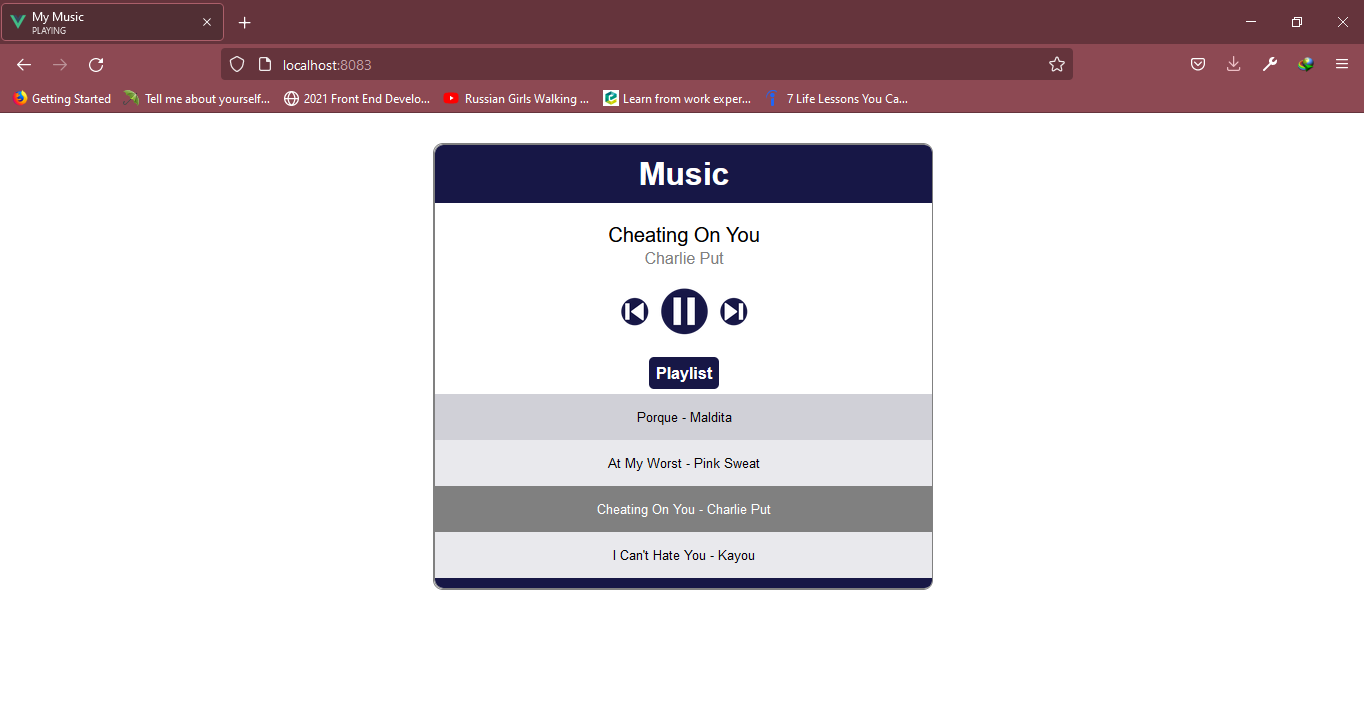 My Music
PLAYING
localhost:8083
Getting Started
Tell me about yourself...
2021 Front End Develo...
Russian Girls Walking ...
Learn from work exper...
7 Life Lessons You Ca...
Music
Cheating On You
Charlie Put
Playlist
Porque - Maldita
At My Worst - Pink Sweat
Cheating On You - Charlie Put
I Can't Hate You - Kayou